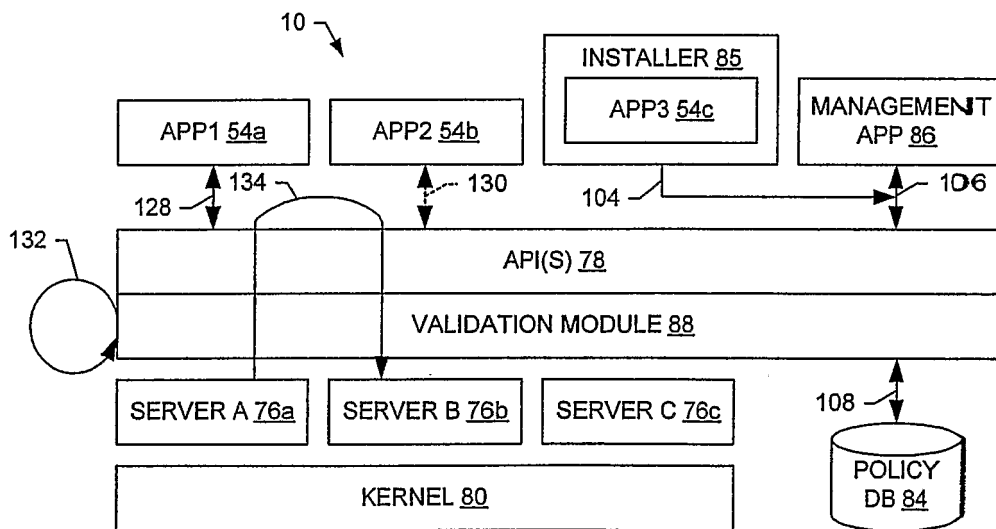 10
INSTALLER 85
APP3 54c
APP1 54a
APP2 54b
MANAGEMENT
APP 86
134
130
104
106
128
132
API(S) 78
VALIDATION MODULE 88
SERVER A 76a
SERVER B 76b
SERVER C 76c
108
POLICY
DB 84
KERNEL 80